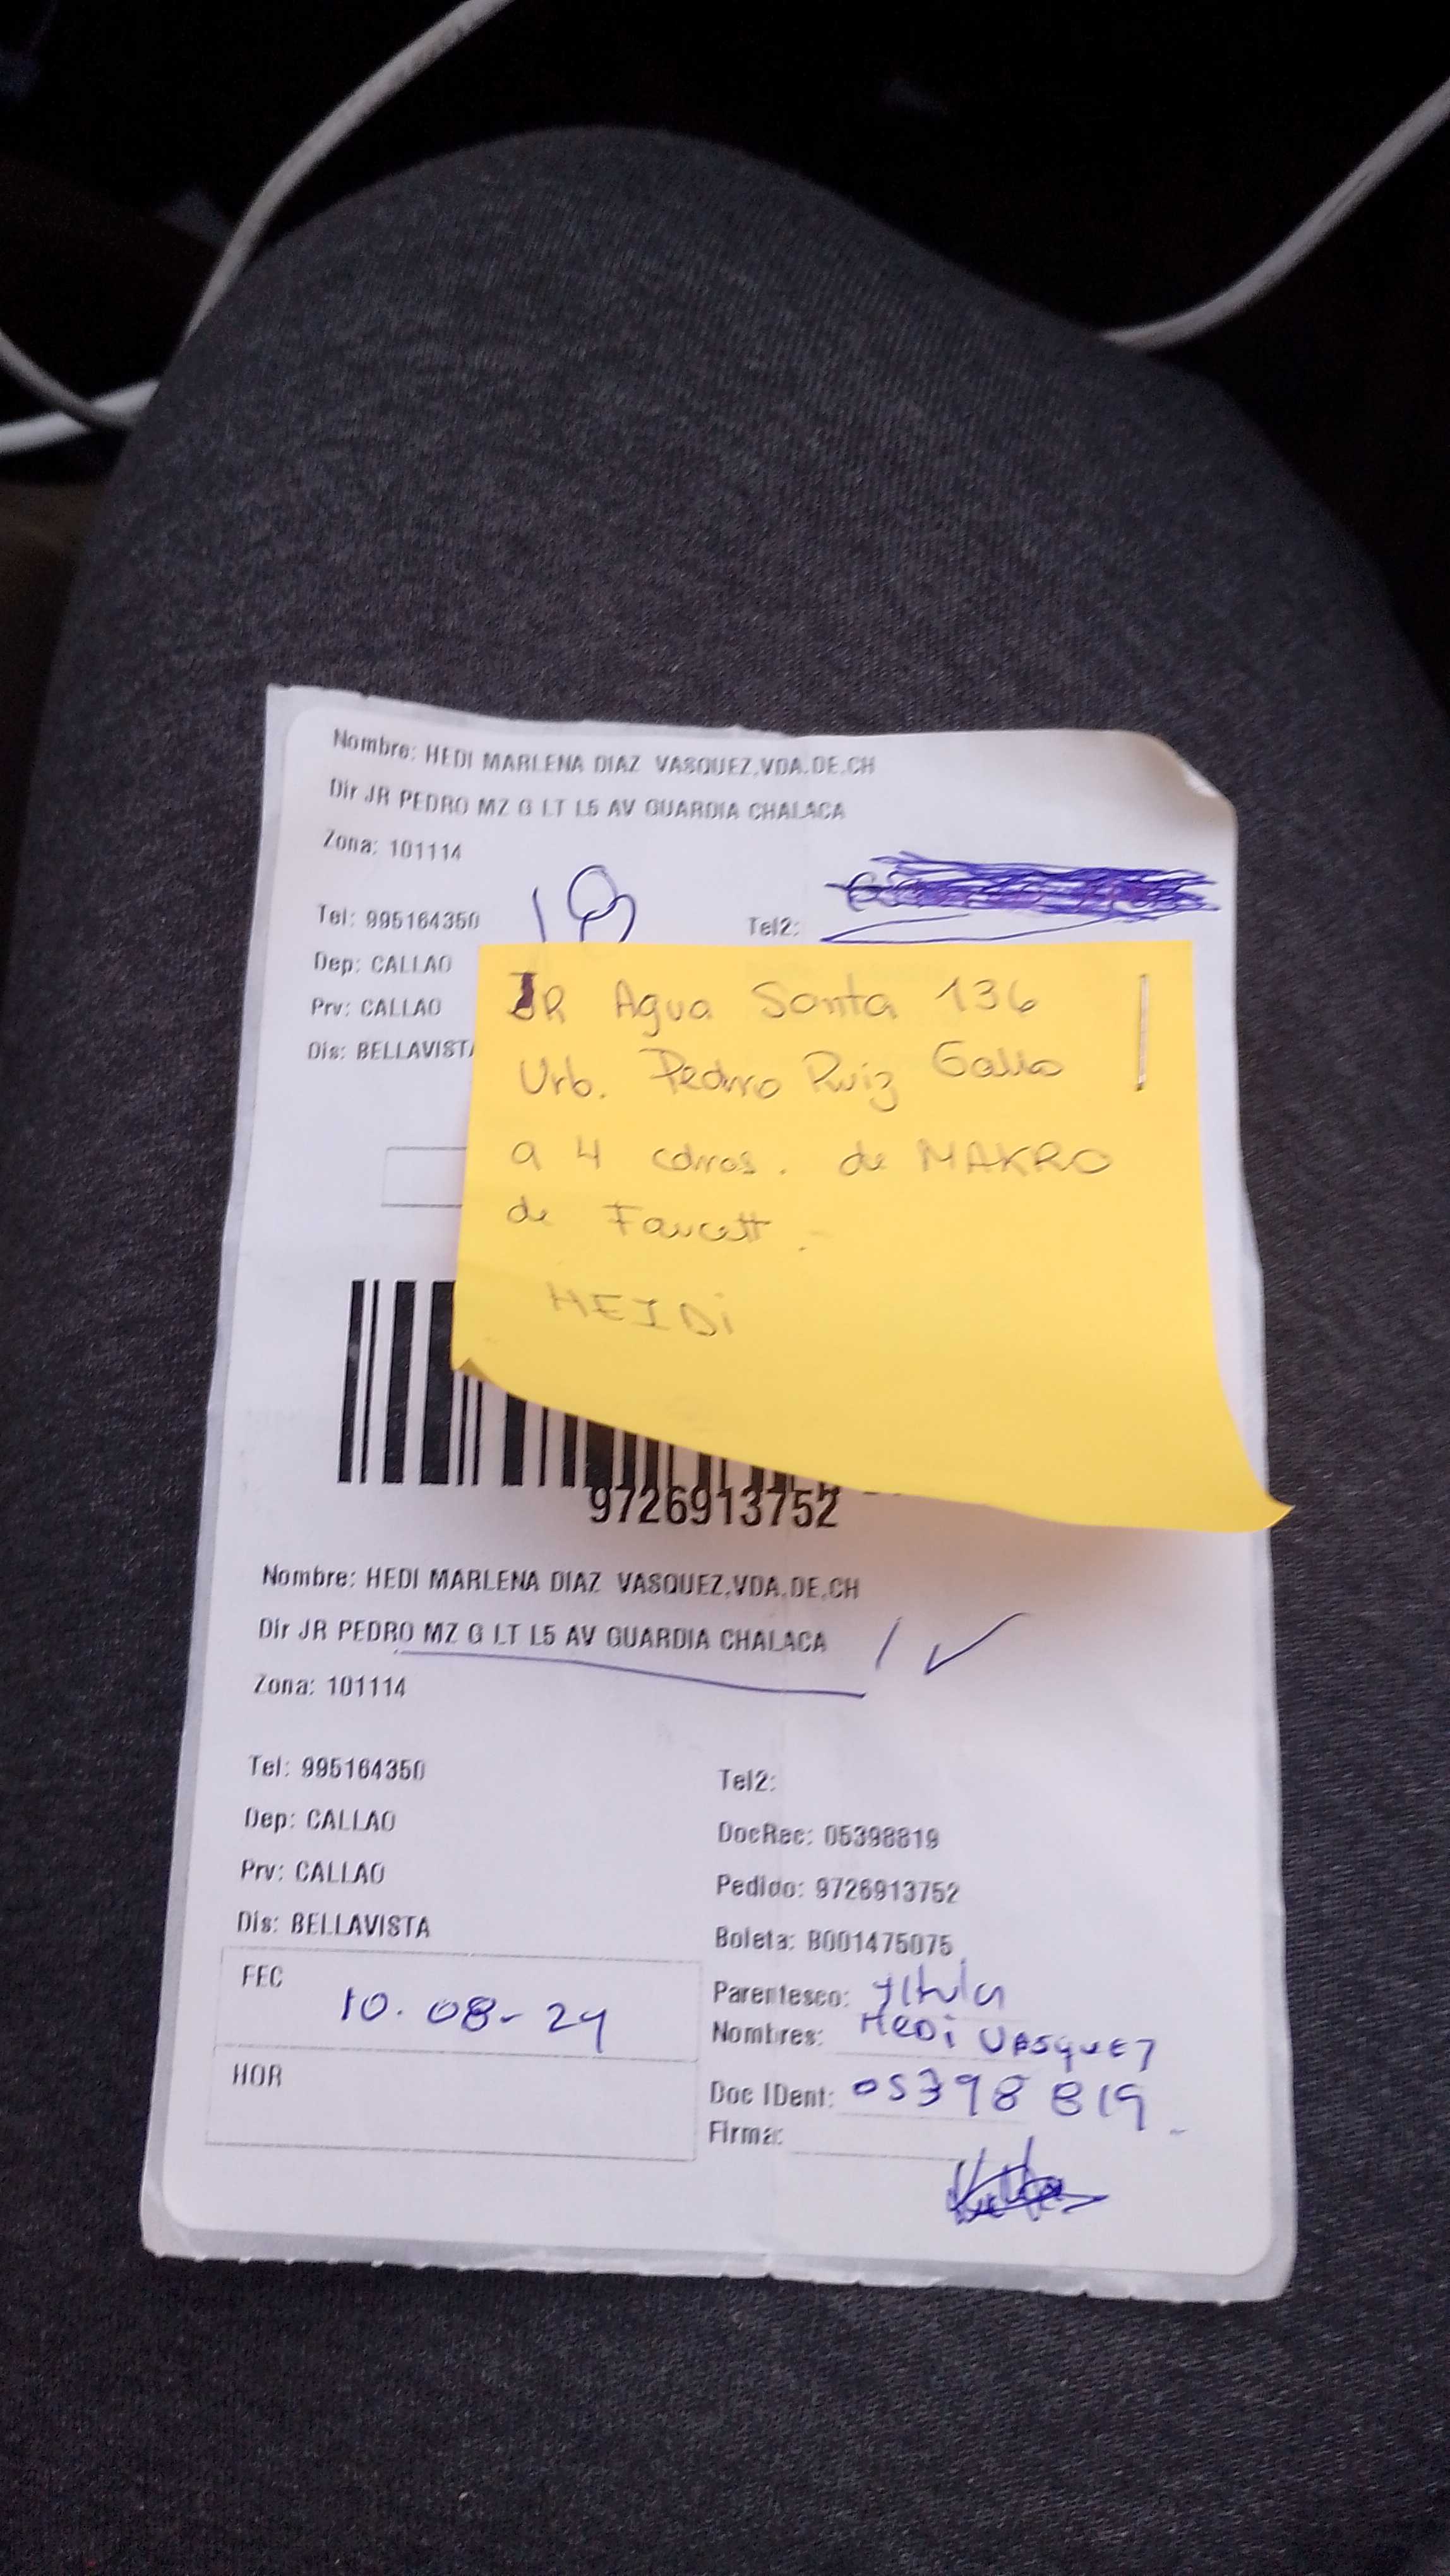 Nombre: HEDI MARLENA DIAZ VASQUEZ,VDA.DE.CH
Dir JR PEDRO MZ G LT L5 AV GUARDIA CHALACA
Zona: 101114
Tel: 995164350
Tel2:
Dep: CALLAO
Prv: CALLAO
Dis: BELLAVISTA
JR Agua Santa 136
Urb. Pedro Ruiz Gallo
a 4 cdras. de MAKRO
de Faucett.-
HEIDi
9726913752
Nombre: HEDI MARLENA DIAZ VASQUEZ,VDA.DE.CH
Dir JR PEDRO MZ G LT L5 AV GUARDIA CHALACA
Zona: 101114
Tel: 995164350
Tel2:
Dep: CALLAO
DocRec: 05398819
Prv: CALLAO
Pedido: 9726913752
Dis: BELLAVISTA
Boleta: B001475075
FEC 10-08-24
Parentesco: titular
Nombres: HeDi VASquEz
HOR
Doc IDent: 05398819
Firma: